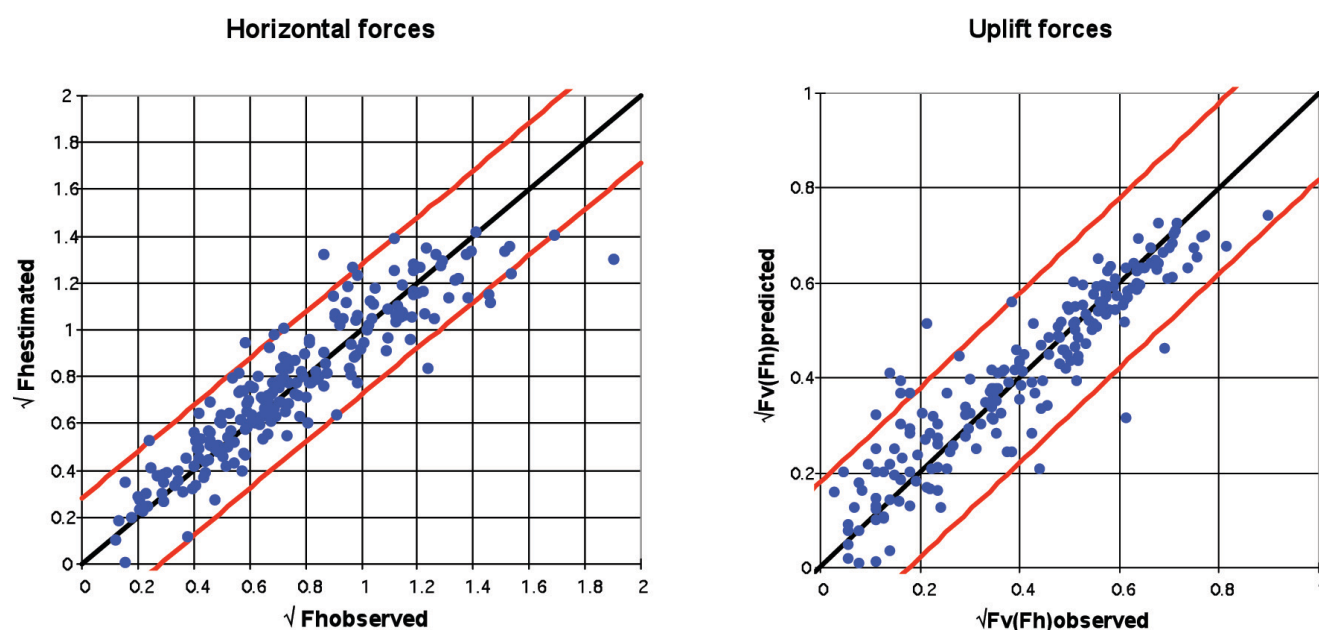 Horizontal forces
√ Fhestimated
2
1.8
1.6
1.4
1.2
1
0.8
0.6
0.4
0.2
0
0 0.2 0.4 0.6 0.8 1 1.2 1.4 1.6 1.8 2
√ Fhobserved
Uplift forces
√Fv(Fh)predicted
1
0.8
0.6
0.4
0.2
0
0 0.2 0.4 0.6 0.8
√Fv(Fh)observed